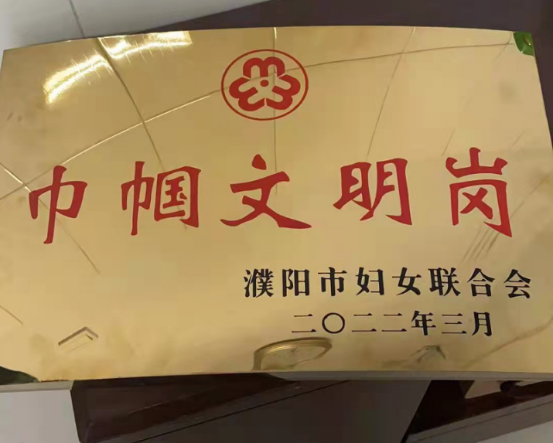 巾帼文明岗
濮阳市妇女联合会
二〇二二年三月